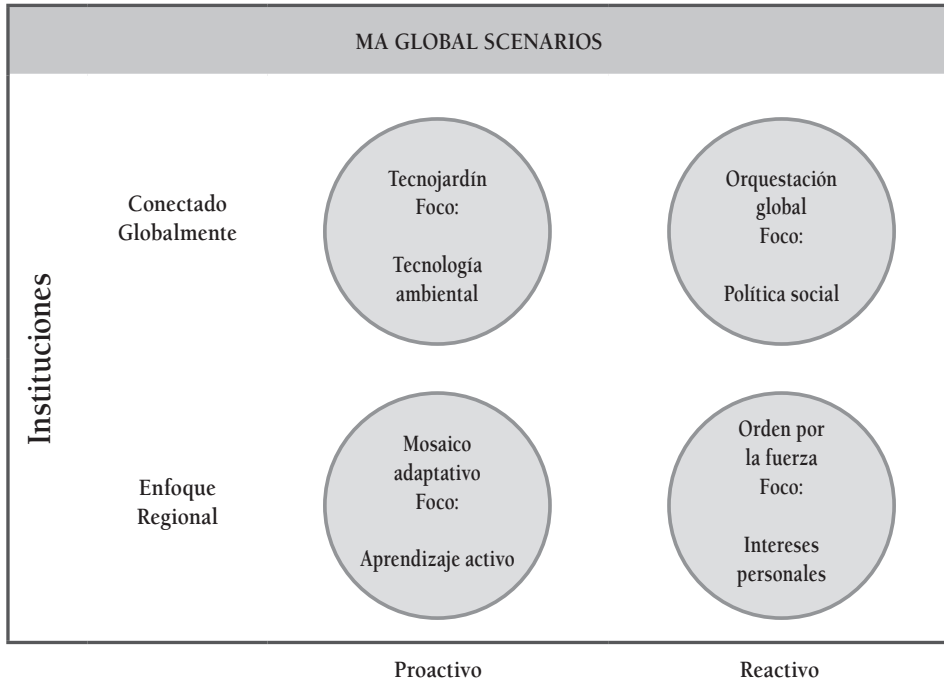 MA GLOBAL SCENARIOS
Instituciones
Conectado
Globalmente
Tecnojardín
Foco:
Tecnología
ambiental
Orquestación
global
Foco:
Política social
Enfoque
Regional
Mosaico
adaptativo
Foco:
Aprendizaje activo
Orden por
la fuerza
Foco:
Intereses
personales
Proactivo
Reactivo